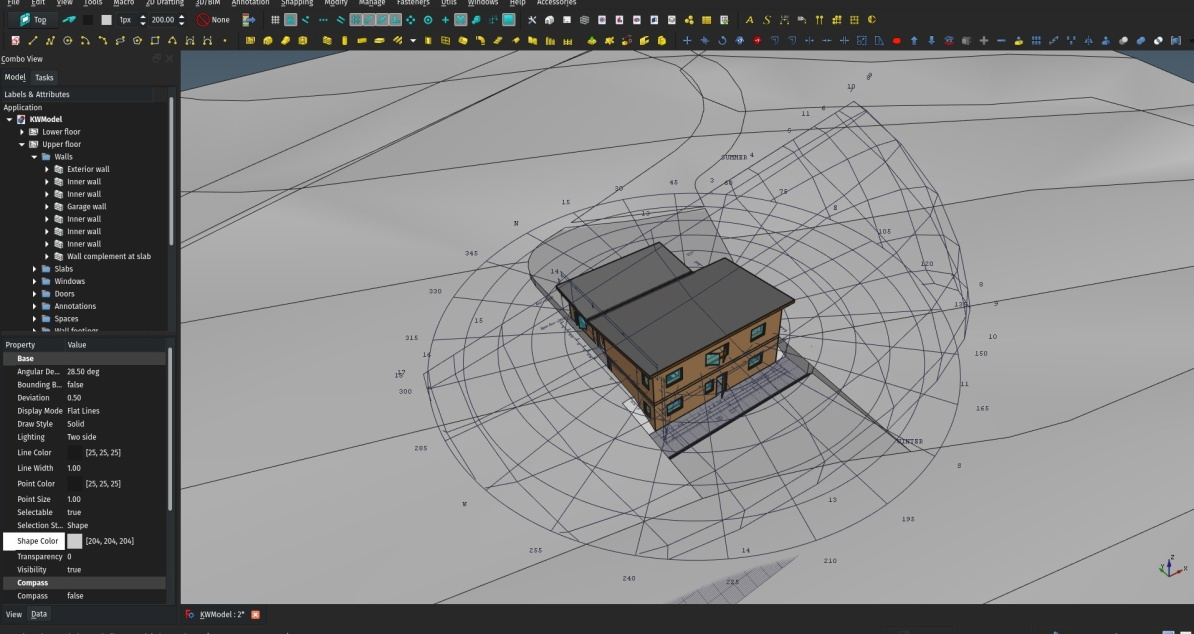 File Edit View Tools Macro 2D Drafting 3D/BIM Annotation Snapping Modify Manage Fasteners Utils Windows Help Accessories
Top 1px 200.00 None
Combo View
Model Tasks
Labels & Attributes
Application
KWModel
Lower floor
Upper floor
Walls
Exterior wall
Inner wall
Inner wall
Garage wall
Inner wall
Inner wall
Inner wall
Wall complement at slab
Slabs
Windows
Doors
Annotations
Spaces
Wall footings
Property Value
Base
Angular De... 28.50 deg
Bounding B... false
Deviation 0.50
Display Mode Flat Lines
Draw Style Solid
Lighting Two side
Line Color [25, 25, 25]
Line Width 1.00
Point Color [25, 25, 25]
Point Size 1.00
Selectable true
Selection St... Shape
Shape Color [204, 204, 204]
Transparency 0
Visibility true
Compass
Compass false
View Data
KWModel : 2*
10
11
6
5
SUMMER 4
3
45
30
75
15
13
8
N
105
345
14
120
8
330
9
15
315
10
16
150
300
11
165
285
WINTER
W
13
195
255
14
210
240
225
Z
Y
X